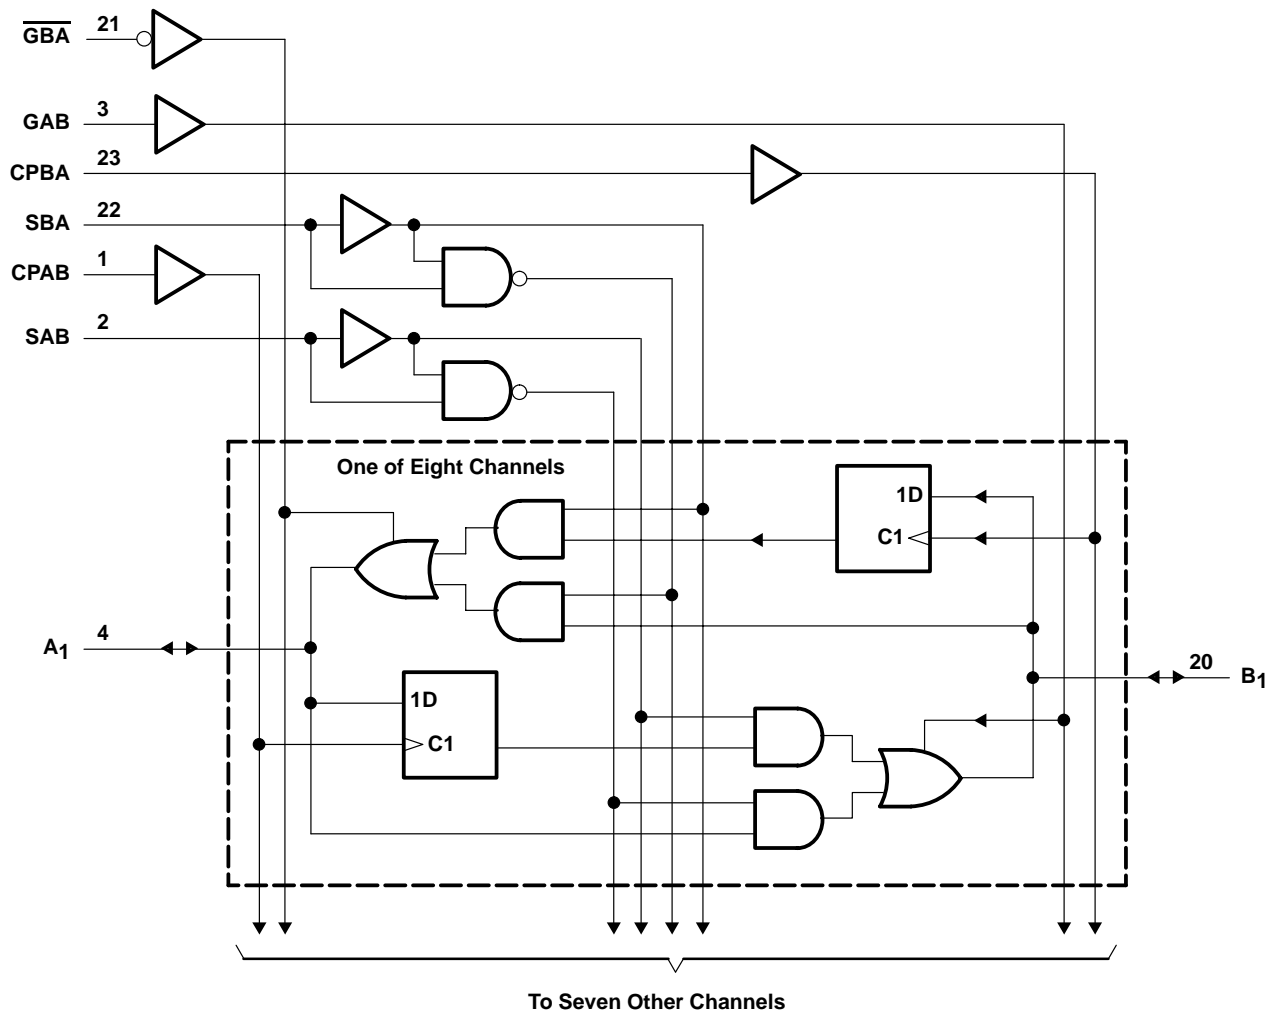 GBA 21
GAB 3
CPBA 23
SBA 22
CPAB 1
SAB 2
One of Eight Channels
1D
C1
A1 4
20 B1
1D
C1
To Seven Other Channels